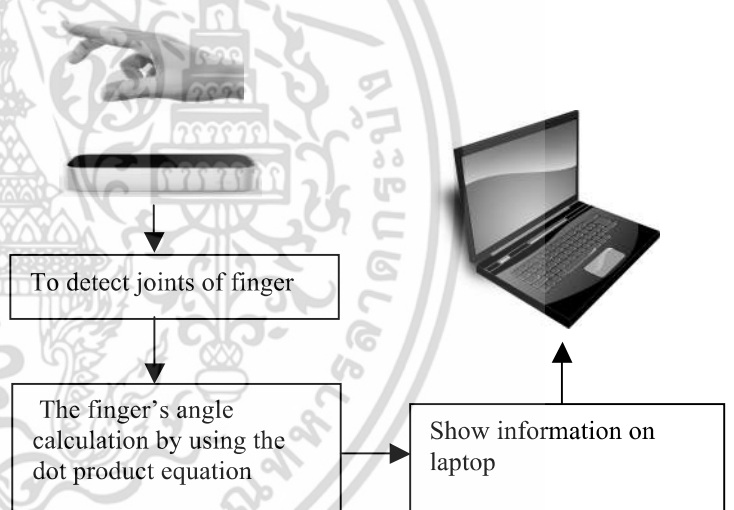 To detect joints of finger
The finger's angle
calculation by using the
dot product equation
Show information on
laptop